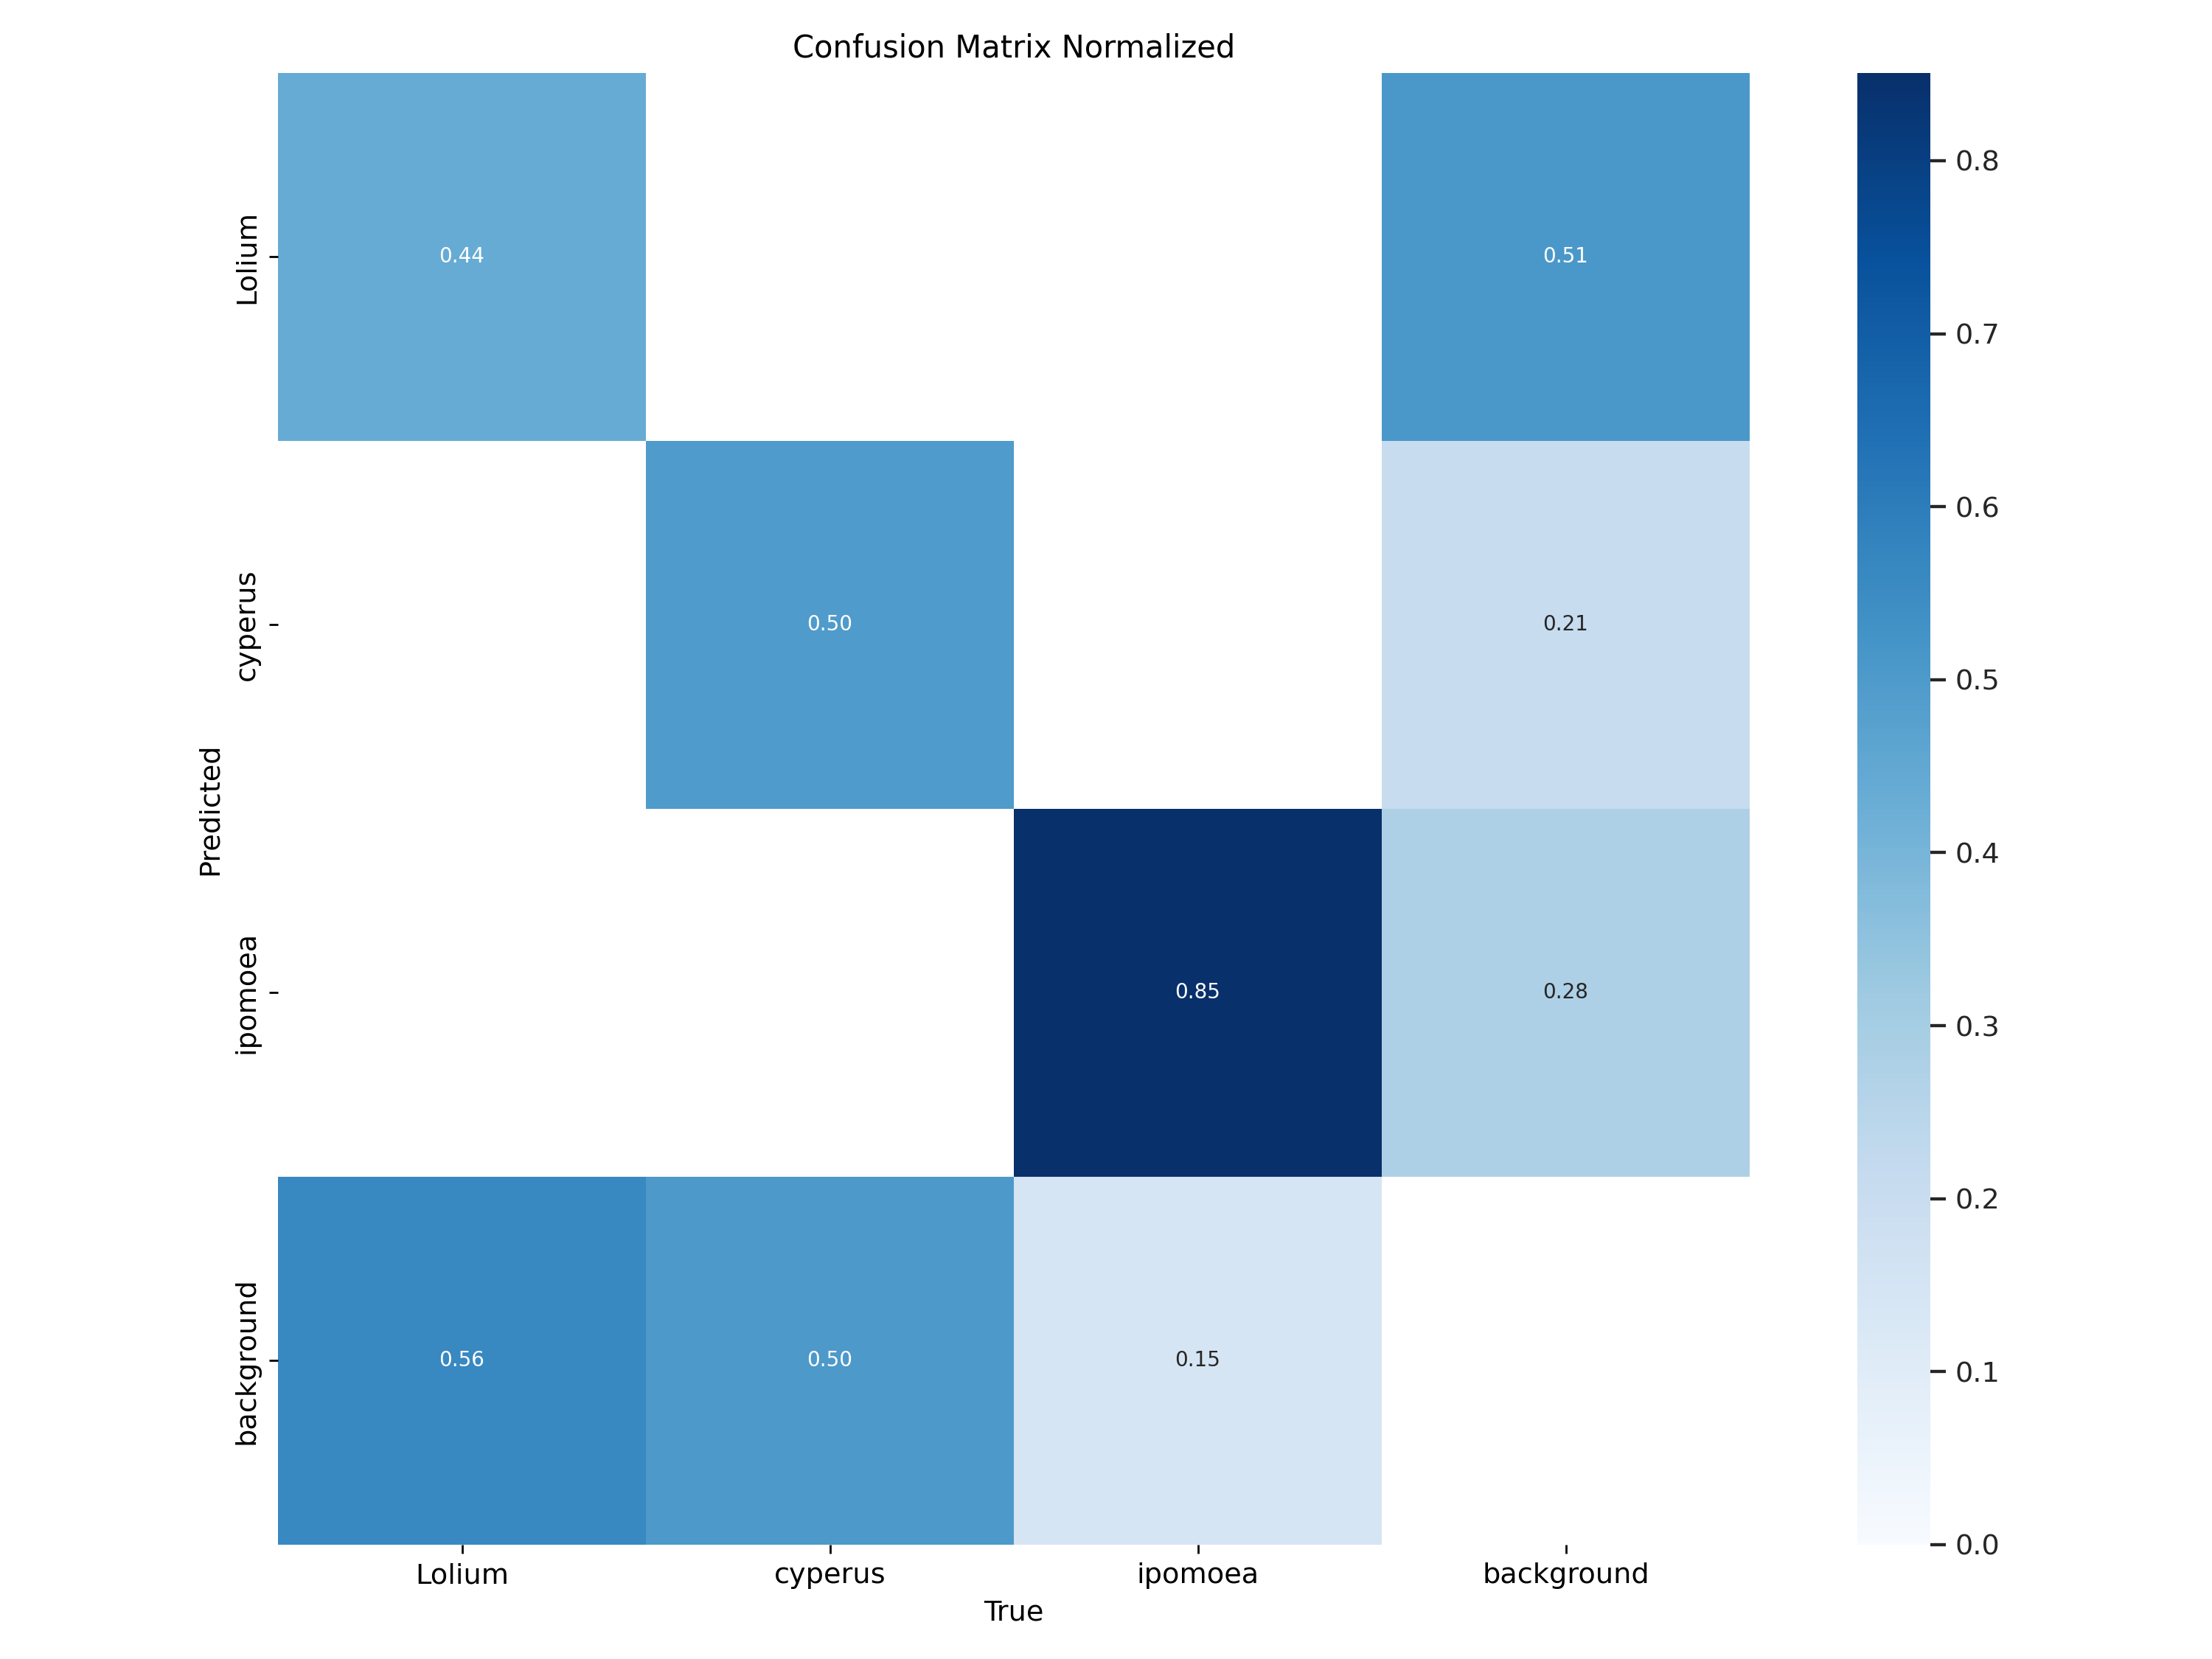 Confusion Matrix Normalized
Lolium
cyperus
ipomoea
background
Predicted
0.44
0.51
0.50
0.21
0.85
0.28
0.56
0.50
0.15
Lolium
cyperus
ipomoea
background
True
0.8
0.7
0.6
0.5
0.4
0.3
0.2
0.1
0.0